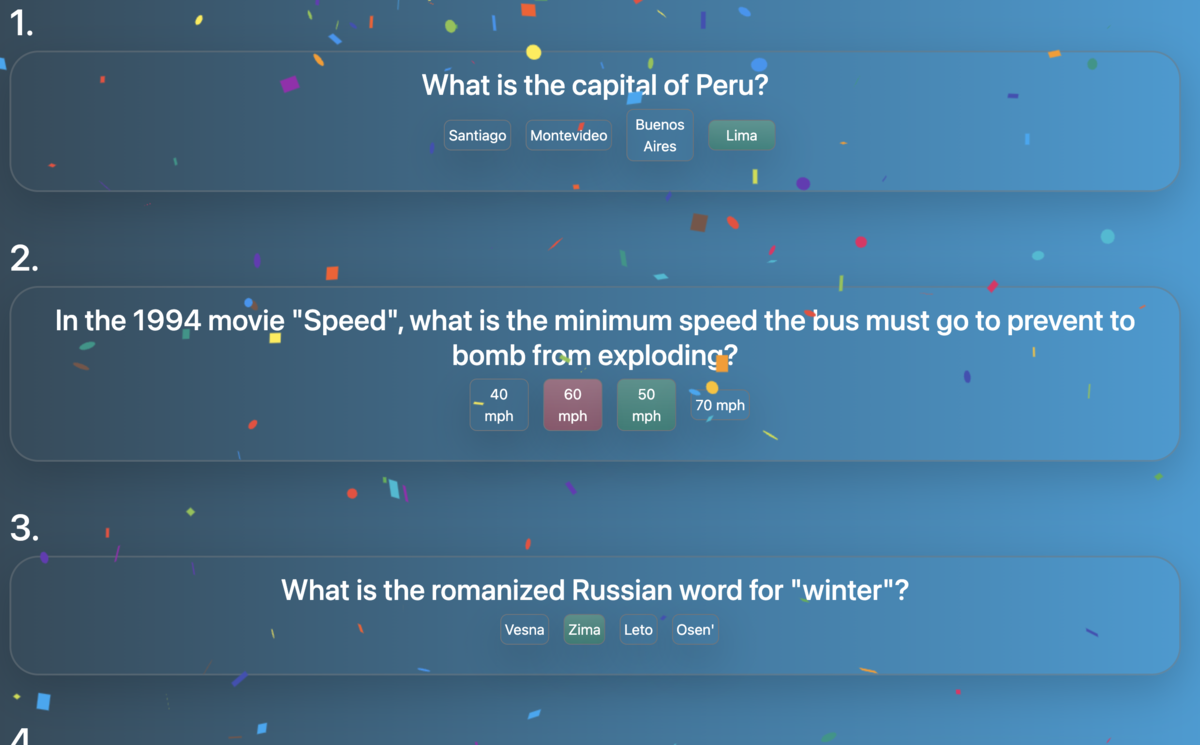 1.
What is the capital of Peru?
Santiago Montevideo Buenos Aires Lima
2.
In the 1994 movie "Speed", what is the minimum speed the bus must go to prevent to
bomb from exploding?
40 mph 60 mph 50 mph 70 mph
3.
What is the romanized Russian word for "winter"?
Vesna Zima Leto Osen'
4